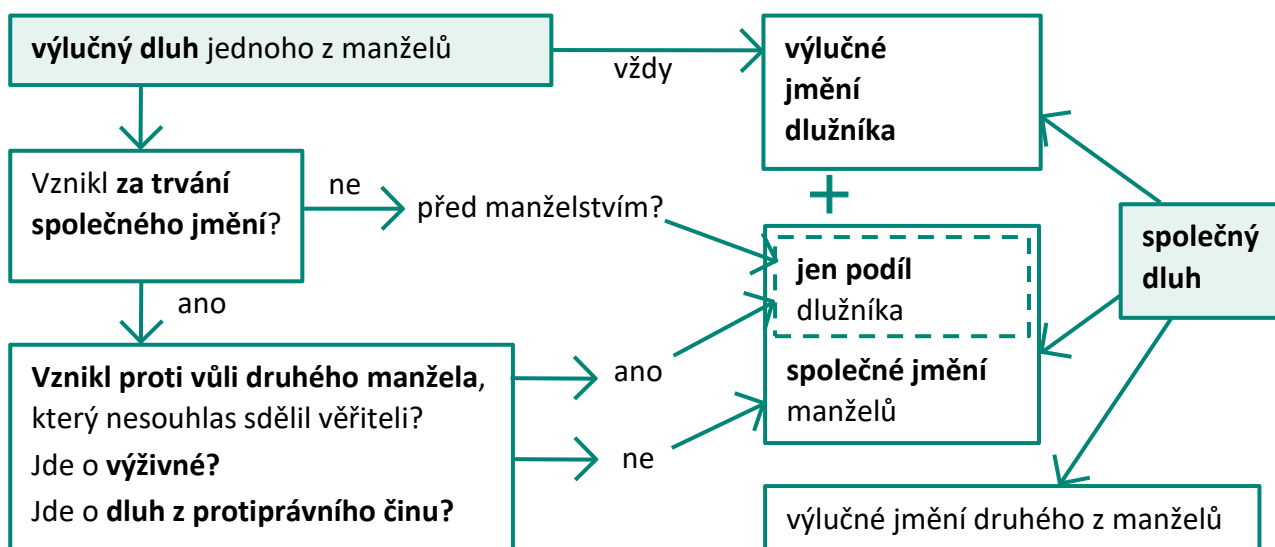 výlučný dluh jednoho z manželů
vždy
výlučné
jmění
dlužníka
Vznikl za trvání
společného jmění?
ne
před manželstvím?
+
jen podíl
dlužníka
společné jmění
manželů
společný
dluh
ano
Vznikl proti vůli druhého manžela,
který nesouhlas sdělil věřiteli?
Jde o výživné?
Jde o dluh z protiprávního činu?
ano
ne
výlučné jmění druhého z manželů